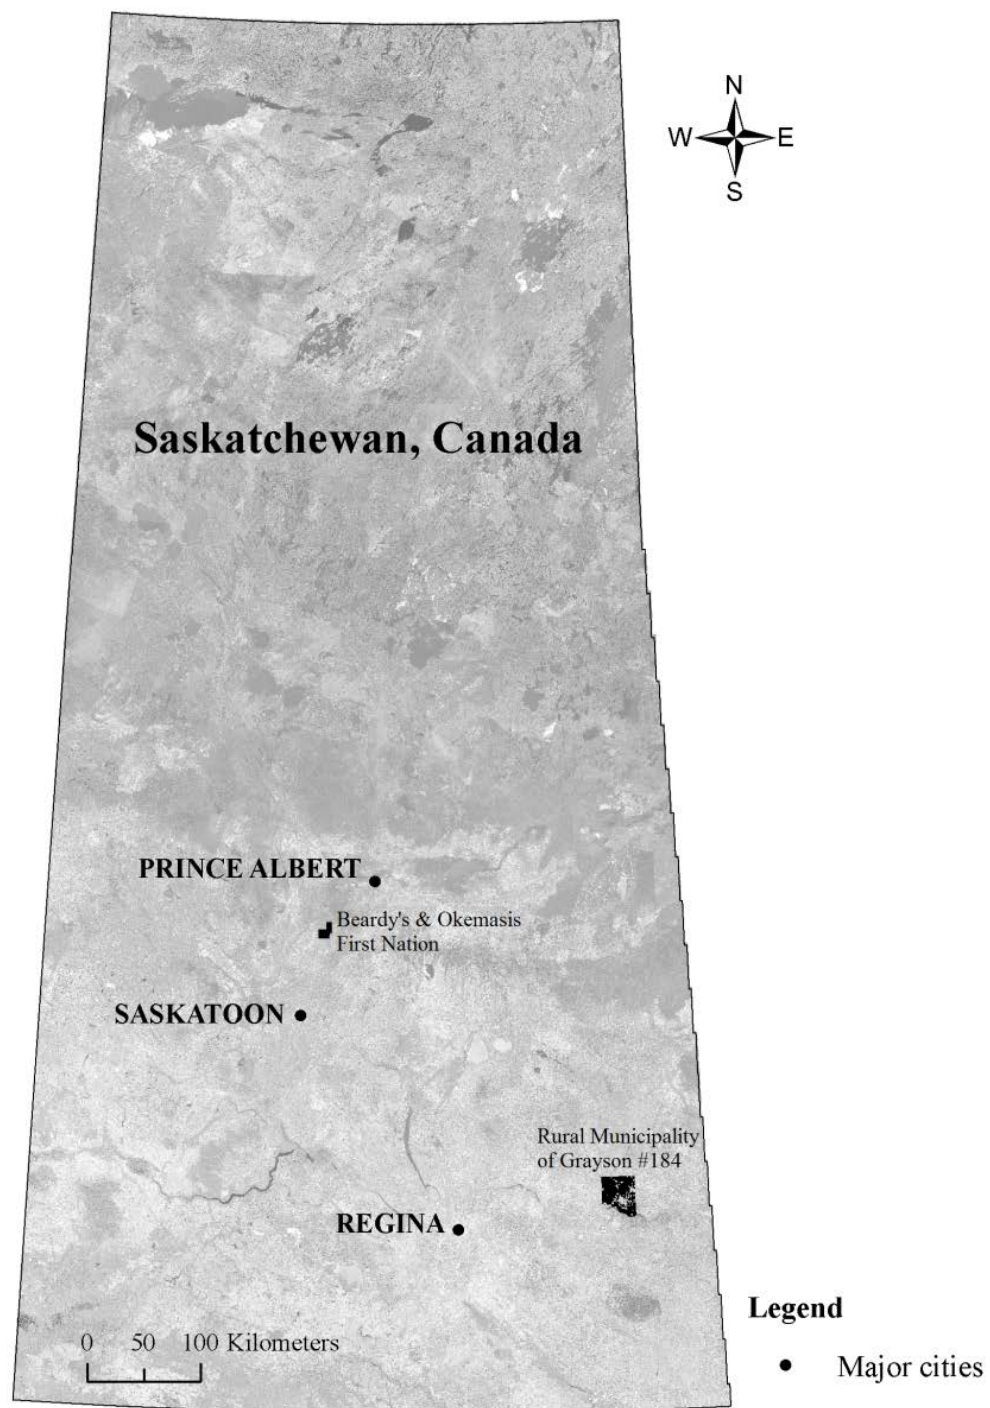 N
W E
S
Saskatchewan, Canada
PRINCE ALBERT
Beardy's & Okemasis
First Nation
SASKATOON
Rural Municipality
of Grayson #184
REGINA
Legend
0 50 100 Kilometers
Major cities